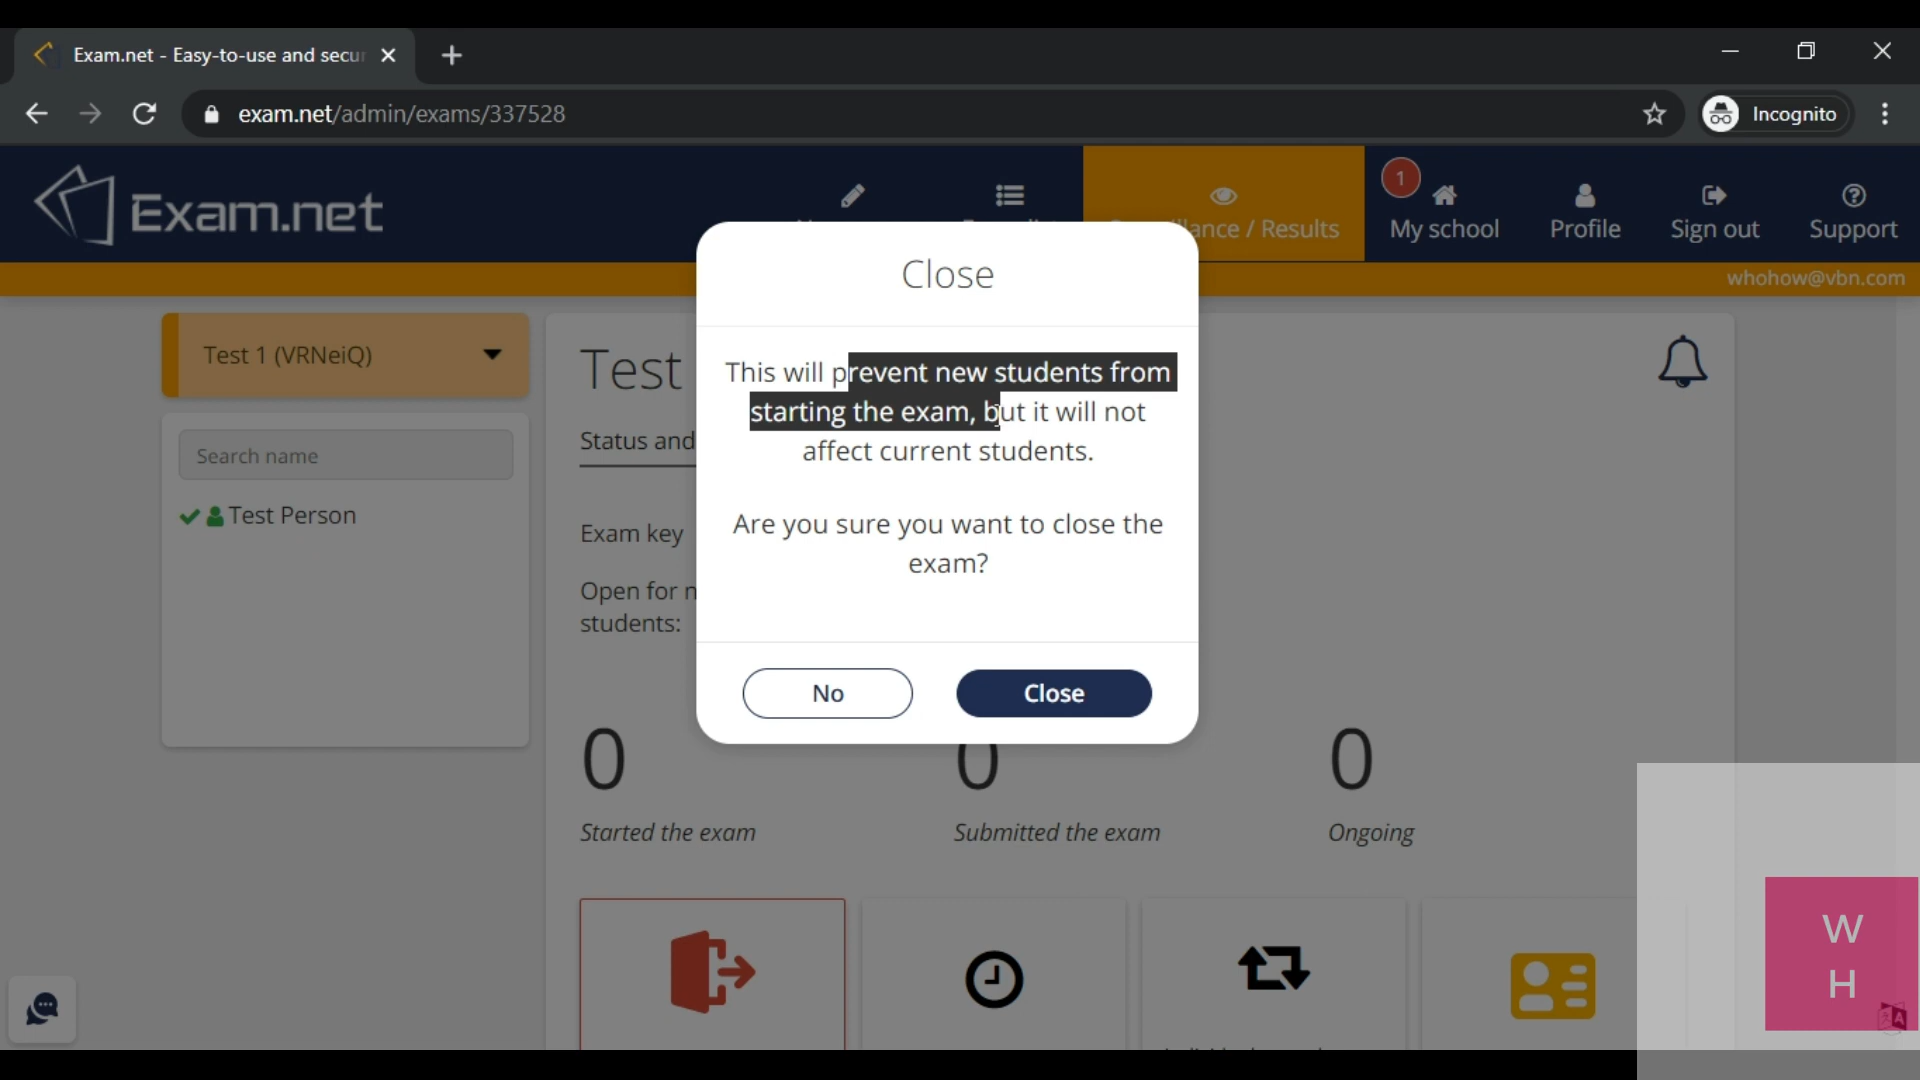 Exam.net - Easy-to-use and secur
exam.net/admin/exams/337528
Incognito
Exam.net
1
My school
Profile
Sign out
Support
/ Results
whohow@vbn.com
Test 1 (VRNeiQ)
Search name
Test Person
Test
Status and
Exam key
Open for n
students:
Close
This will prevent new students from
starting the exam, but it will not
affect current students.
Are you sure you want to close the
exam?
No
Close
0
Started the exam
0
Submitted the exam
0
Ongoing
W
H